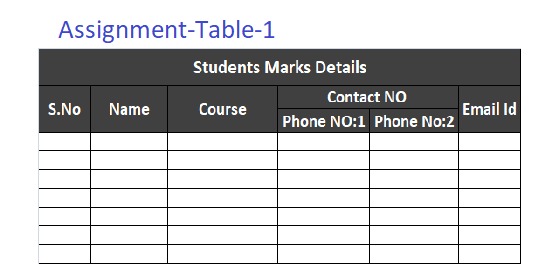 Assignment-Table-1
Students Marks Details
S.No Name Course Contact NO Email Id
Phone NO:1 Phone No:2